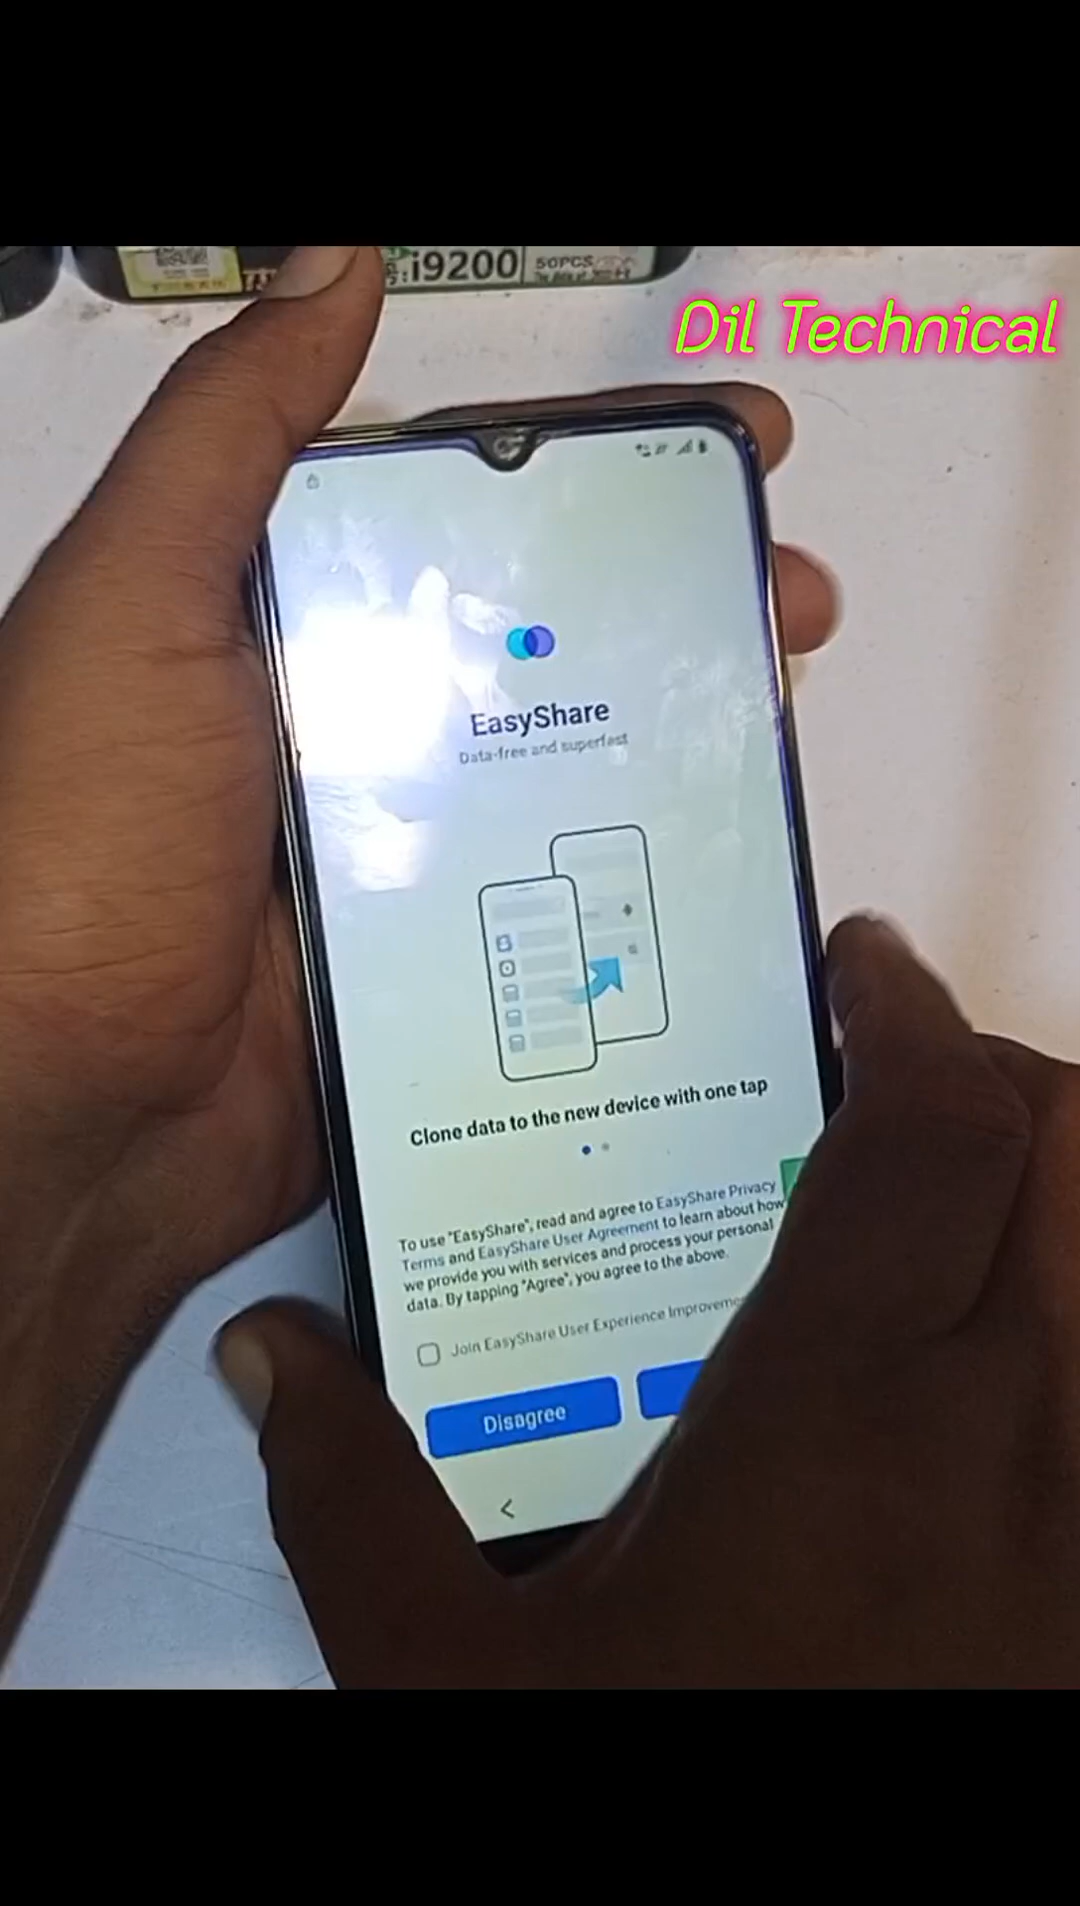 i9200
50PCS
Dil Technical
EasyShare
Data-free and superfast
Clone data to the new device with one tap
To use "EasyShare", read and agree to EasyShare Privacy
Terms and EasyShare User Agreement to learn about how
we provide you with services and process your personal
data. By tapping "Agree", you agree to the above.
Join EasyShare User Experience
Disagree